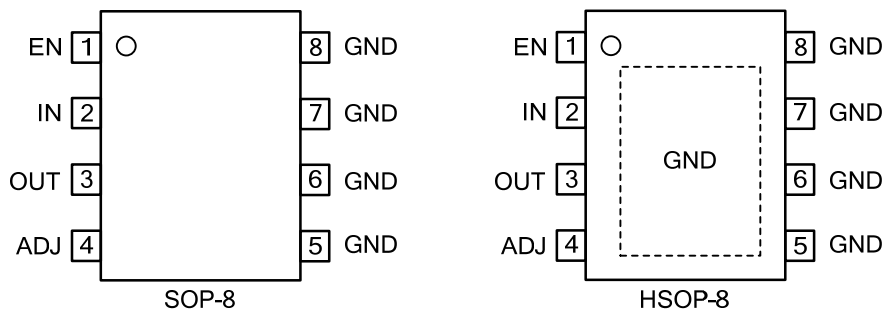 EN 1 8 GND
IN 2 7 GND
OUT 3 6 GND
ADJ 4 5 GND
SOP-8
EN 1 8 GND
IN 2 7 GND
GND
OUT 3 6 GND
ADJ 4 5 GND
HSOP-8